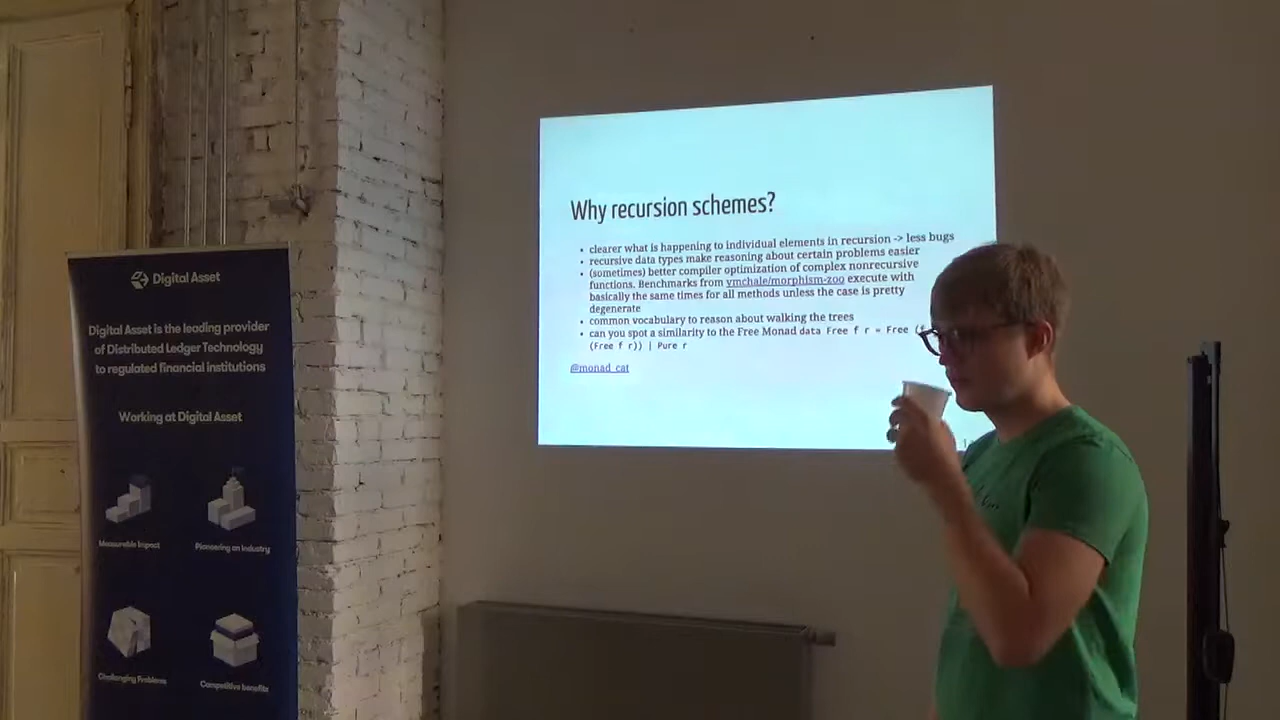 Digital Asset
Digital Asset is the leading provider
of Distributed Ledger Technology
to regulated financial institutions
Working at Digital Asset
Measurable Impact
Pioneering an Industry
Challenging Problems
Competitive benefits
Why recursion schemes?
clearer what is happening to individual elements in recursion -> less bugs
recursive data types make reasoning about certain problems easier
(sometimes) better compiler optimization of complex nonrecursive
functions. Benchmarks from vmchale/morphism-zoo execute with
basically the same times for all methods unless the case is pretty
degenerate
common vocabulary to reason about walking the trees
can you spot a similarity to the Free Monad data Free f r = Free (
(Free f r)) | Pure r
@monad_cat